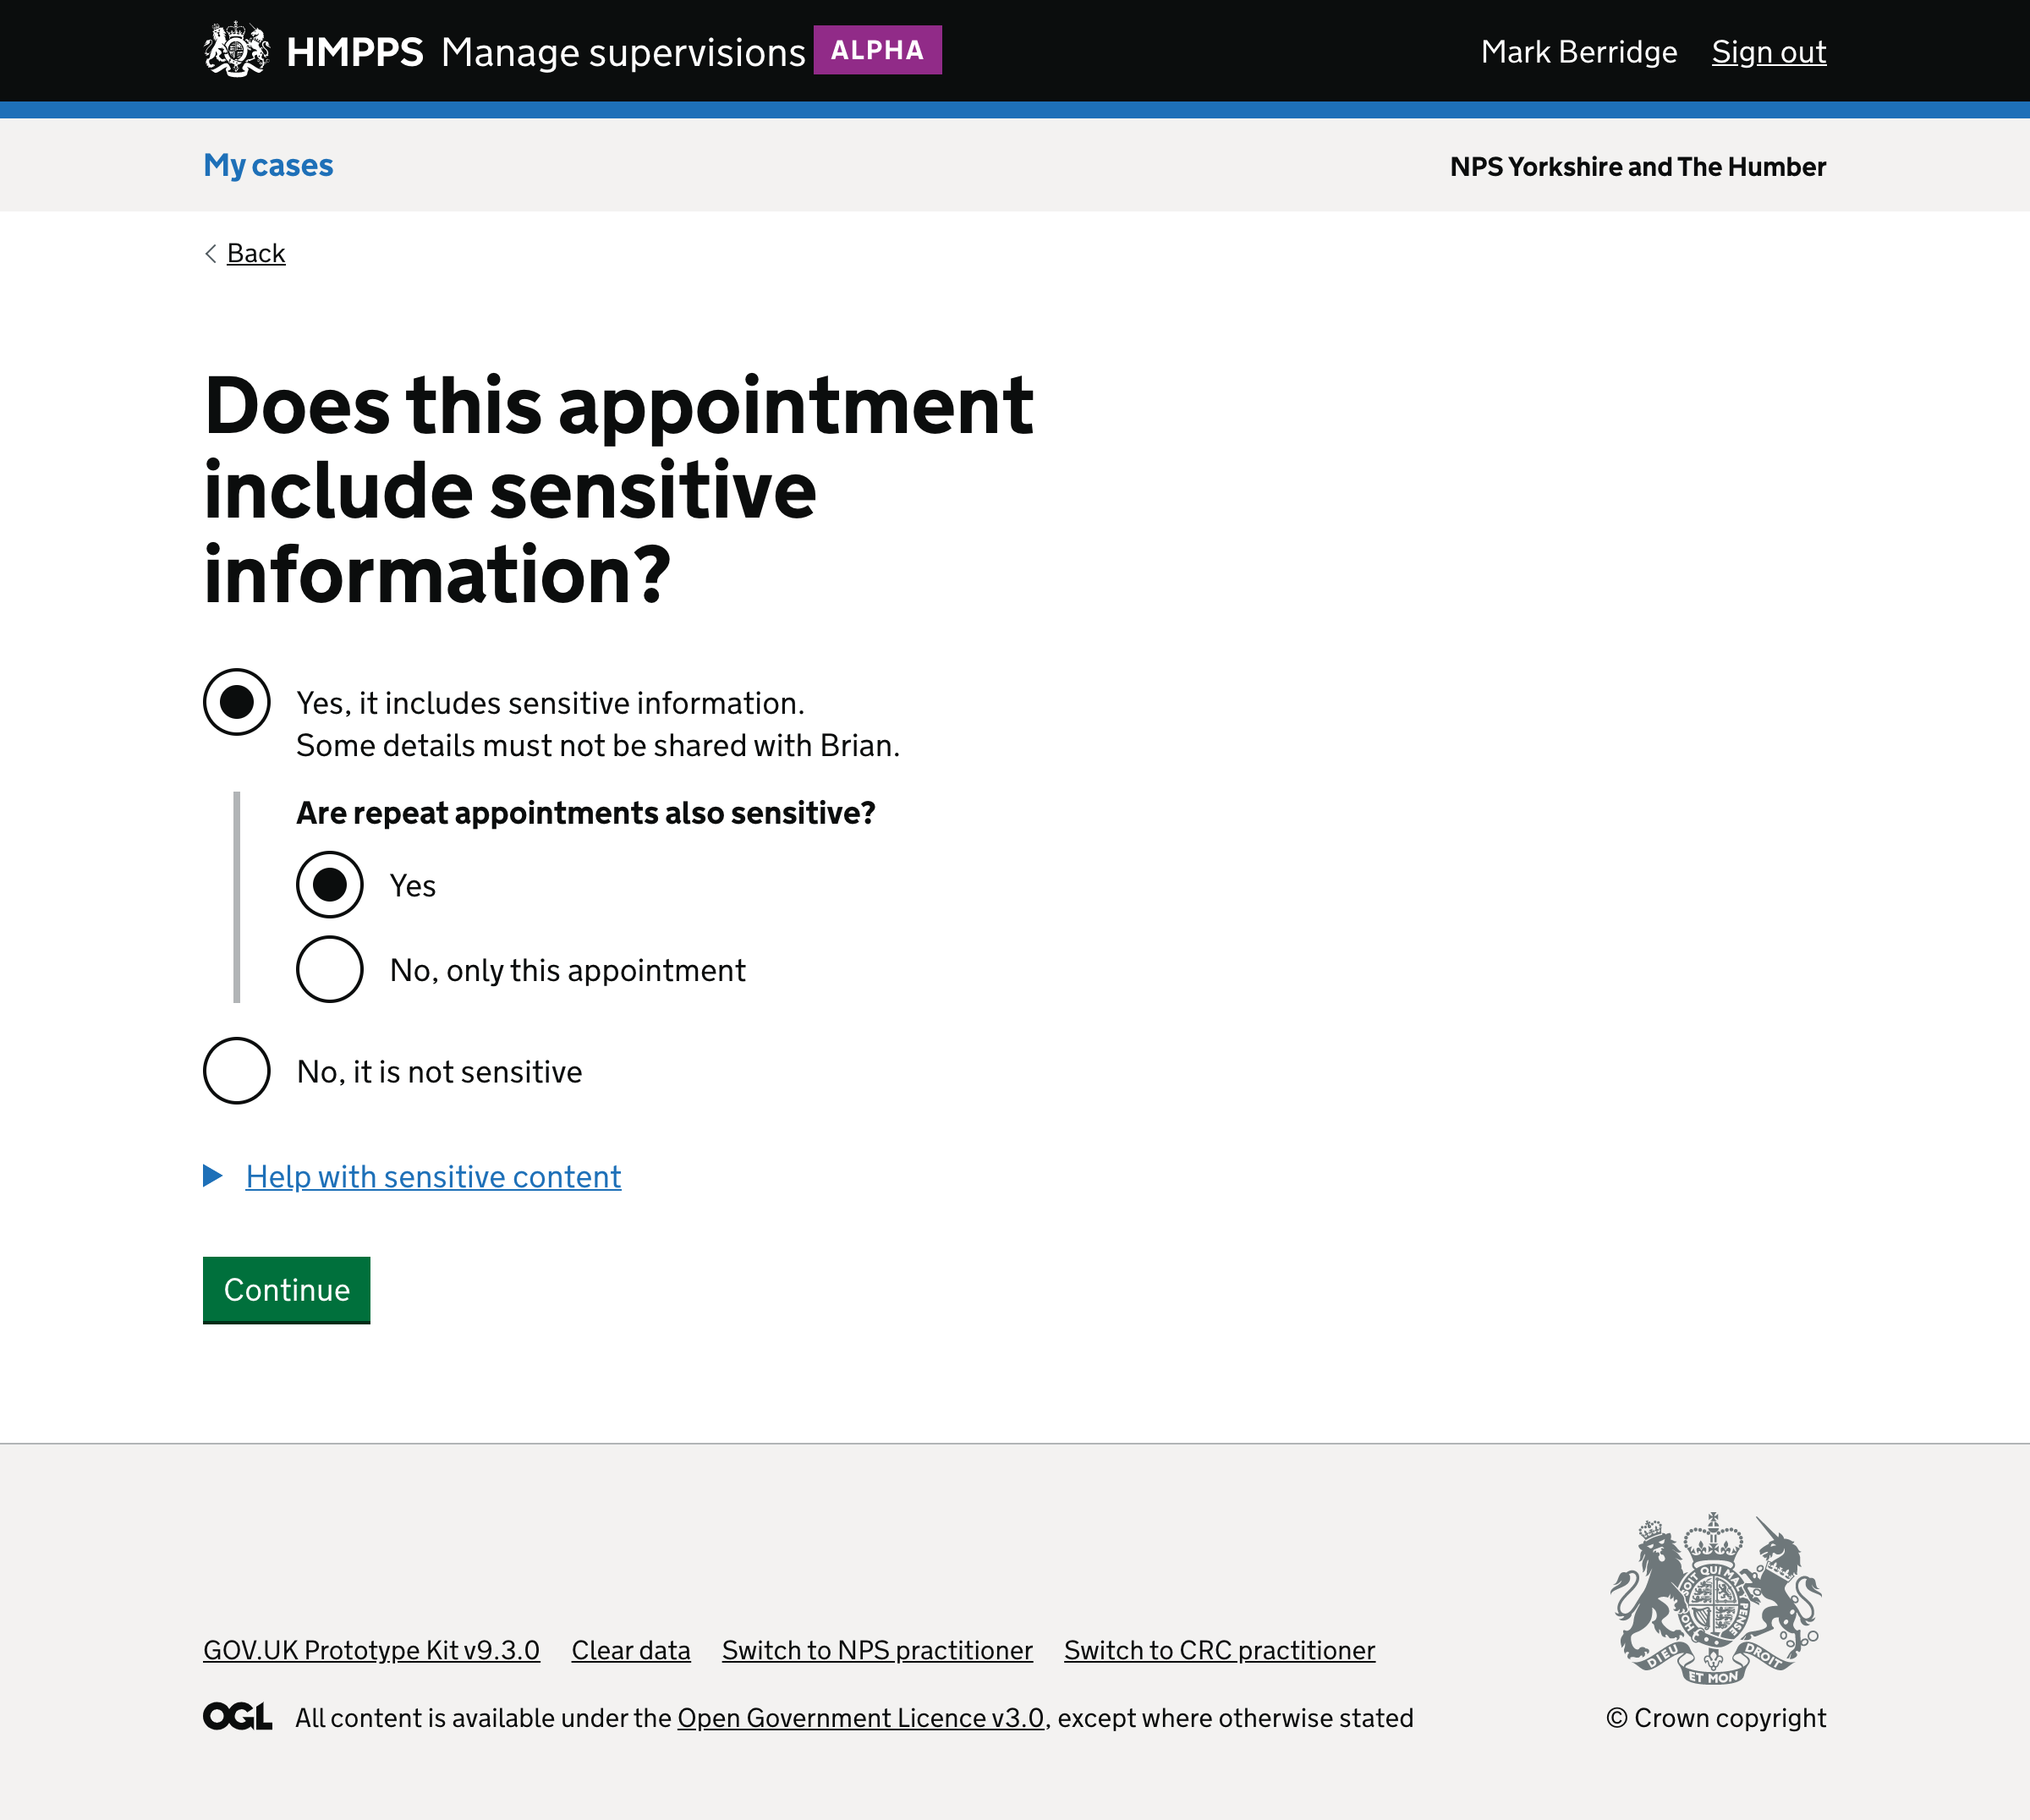 HMPPS Manage supervisions ALPHA
Mark Berridge Sign out
My cases
NPS Yorkshire and The Humber
Back
Does this appointment
include sensitive
information?
Yes, it includes sensitive information.
Some details must not be shared with Brian.
Are repeat appointments also sensitive?
Yes
No, only this appointment
No, it is not sensitive
Help with sensitive content
Continue
GOV.UK Prototype Kit v9.3.0 Clear data Switch to NPS practitioner Switch to CRC practitioner
OGL All content is available under the Open Government Licence v3.0, except where otherwise stated
DIEU ET MON DROIT
© Crown copyright